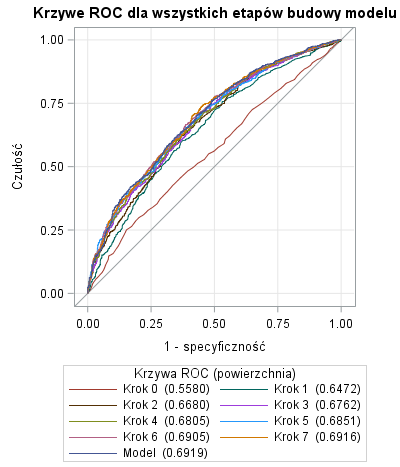 Krzywe ROC dla wszystkich etapów budowy modelu
1.00
0.75
0.50
0.25
0.00
Czułość
0.00 0.25 0.50 0.75 1.00
1 - specyficzność
Krzywa ROC (powierzchnia)
Krok 0 (0.5580) Krok 1 (0.6472)
Krok 2 (0.6680) Krok 3 (0.6762)
Krok 4 (0.6805) Krok 5 (0.6851)
Krok 6 (0.6905) Krok 7 (0.6916)
Model (0.6919)